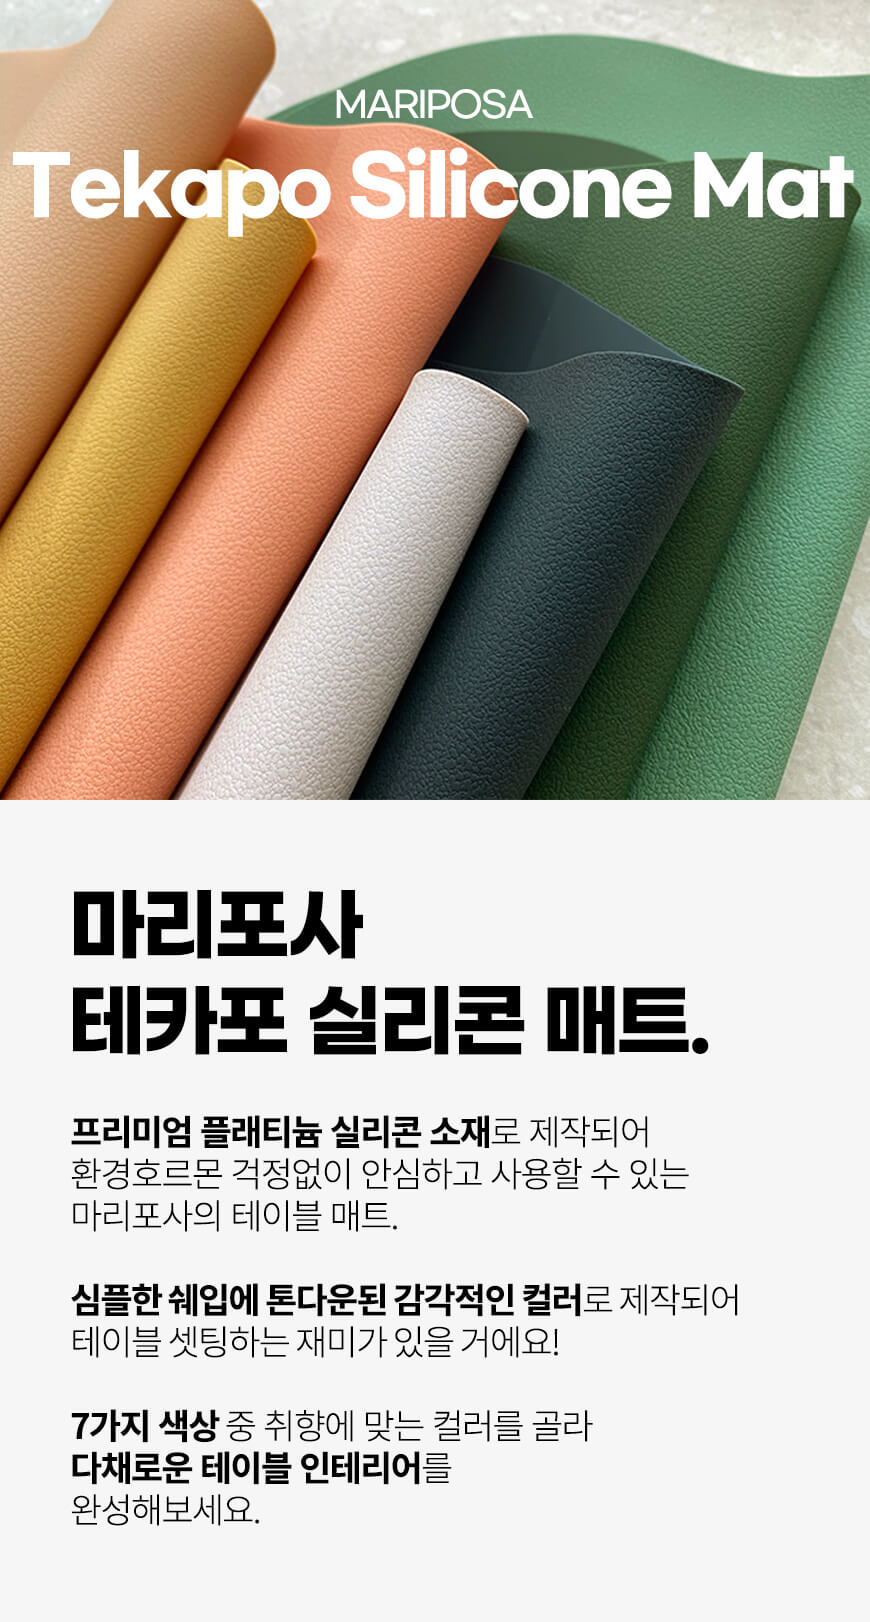 MARIPOSA
Tekapo Silicone Mat
마리포사
테카포 실리콘 매트.
프리미엄 플래티늄 실리콘 소재로 제작되어
환경호르몬 걱정없이 안심하고 사용할 수 있는
마리포사의 테이블 매트.
심플한 쉐입에 톤다운된 감각적인 컬러로 제작되어
테이블 셋팅하는 재미가 있을 거에요!
7가지 색상 중 취향에 맞는 컬러를 골라
다채로운 테이블 인테리어를
완성해보세요.